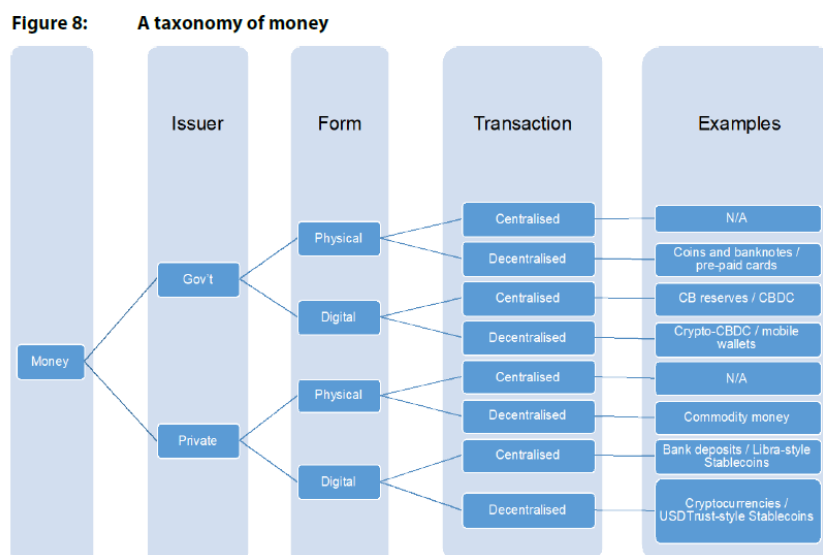 Figure 8: A taxonomy of money
Issuer
Form
Transaction
Examples
Money
Gov't
Private
Physical
Digital
Physical
Digital
Centralised
Decentralised
Centralised
Decentralised
Centralised
Decentralised
Centralised
Decentralised
N/A
Coins and banknotes /
pre-paid cards
CB reserves / CBDC
Crypto-CBDC / mobile
wallets
N/A
Commodity money
Bank deposits / Libra-style
Stablecoins
Cryptocurrencies /
USDTrust-style Stablecoins